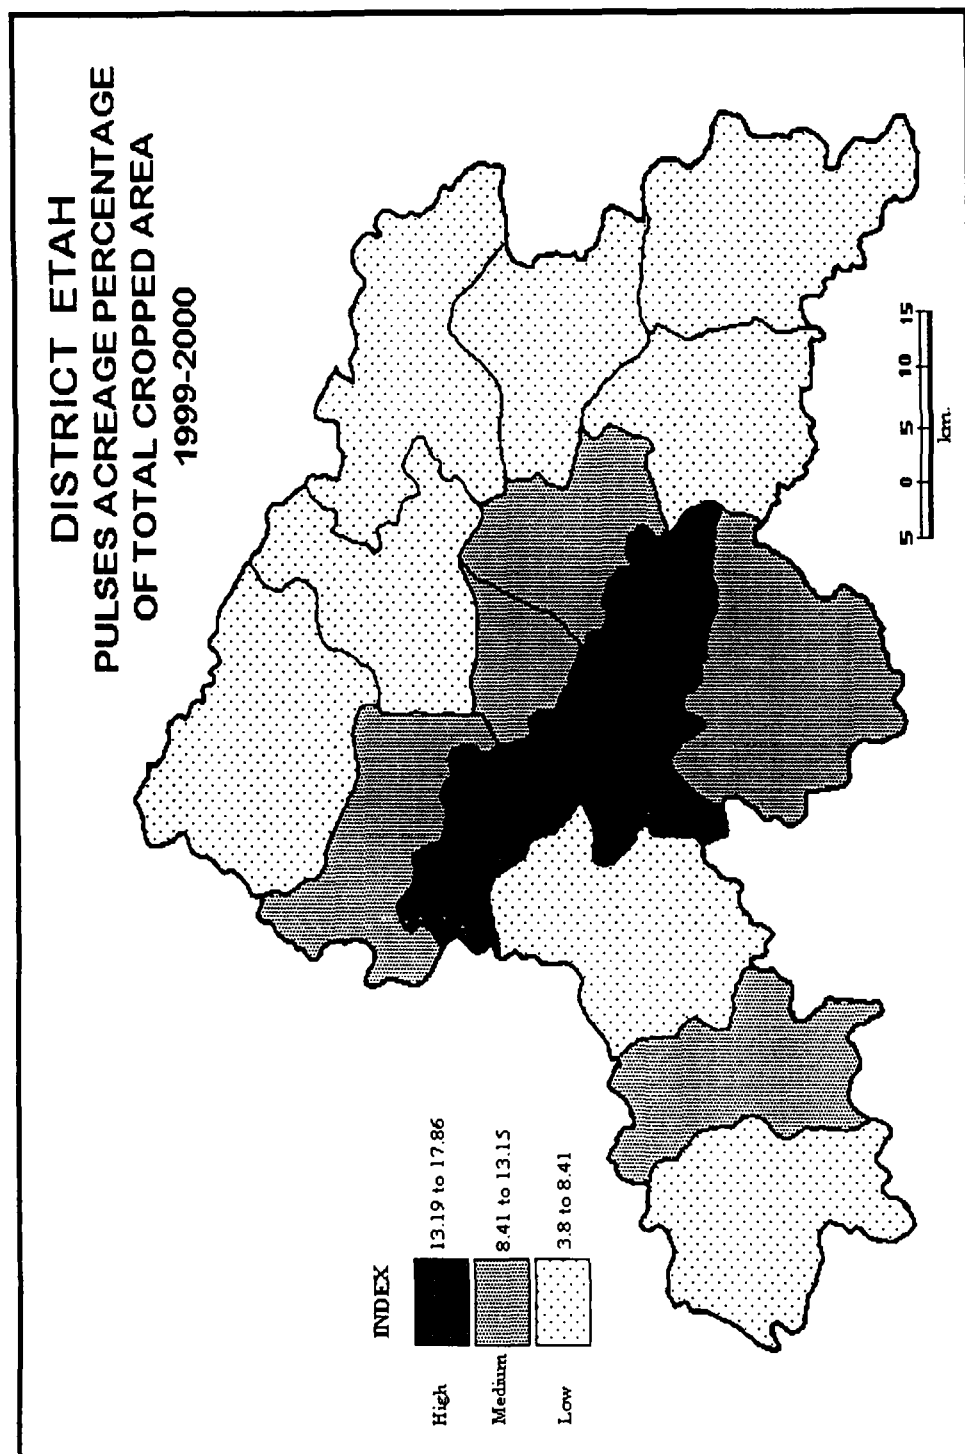 DISTRICT ETAH
PULSES ACREAGE PERCENTAGE
OF TOTAL CROPPED AREA
1999-2000
INDEX
High 13.19 to 17.86
Medium 8.41 to 13.15
Low 3.8 to 8.41
5 0 5 10 15
km.